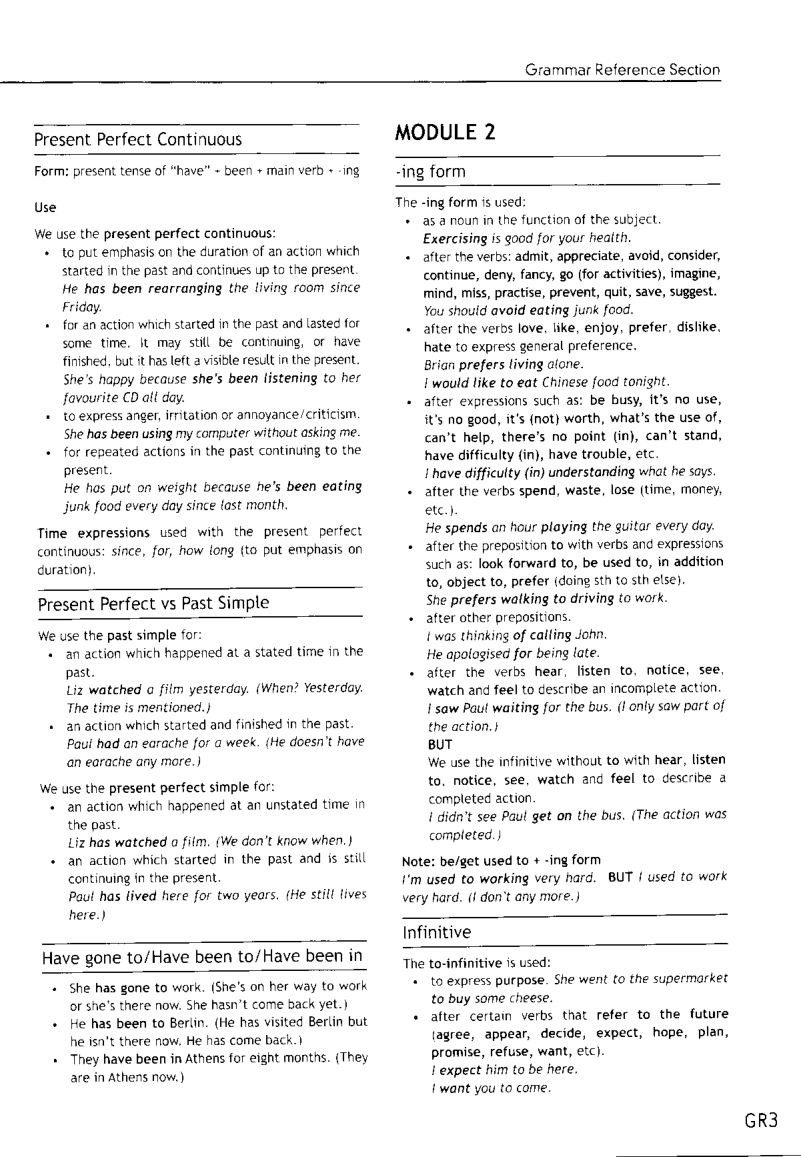 Grammar Reference Section
Present Perfect Continuous
Form: present tense of "have" + been + main verb + -ing
Use
We use the present perfect continuous:
• to put emphasis on the duration of an action which
started in the past and continues up to the present.
He has been rearranging the living room since
Friday.
• for an action which started in the past and lasted for
some time. It may still be continuing, or have
finished, but it has left a visible result in the present.
She's happy because she's been listening to her
favourite CD all day.
• to express anger, irritation or annoyance/criticism.
She has been using my computer without asking me.
• for repeated actions in the past continuing to the
present.
He has put on weight because he's been eating
junk food every day since last month.
Time expressions used with the present perfect
continuous: since, for, how long (to put emphasis on
duration).
Present Perfect vs Past Simple
We use the past simple for:
• an action which happened at a stated time in the
past.
Liz watched a film yesterday. (When? Yesterday.
The time is mentioned.)
• an action which started and finished in the past.
Paul had an earache for a week. (He doesn't have
an earache any more.)
We use the present perfect simple for:
• an action which happened at an unstated time in
the past.
Liz has watched a film. (We don't know when.)
• an action which started in the past and is still
continuing in the present.
Paul has lived here for two years. (He still lives
here.)
Have gone to/Have been to/Have been in
• She has gone to work. (She's on her way to work
or she's there now. She hasn't come back yet.)
• He has been to Berlin. (He has visited Berlin but
he isn't there now. He has come back.)
• They have been in Athens for eight months. (They
are in Athens now.)
MODULE 2
-ing form
The -ing form is used:
• as a noun in the function of the subject.
Exercising is good for your health.
• after the verbs: admit, appreciate, avoid, consider,
continue, deny, fancy, go (for activities), imagine,
mind, miss, practise, prevent, quit, save, suggest.
You should avoid eating junk food.
• after the verbs love, like, enjoy, prefer, dislike,
hate to express general preference.
Brian prefers living alone.
I would like to eat Chinese food tonight.
• after expressions such as: be busy, it's no use,
it's no good, it's (not) worth, what's the use of,
can't help, there's no point (in), can't stand,
have difficulty (in), have trouble, etc.
I have difficulty (in) understanding what he says.
• after the verbs spend, waste, lose (time, money,
etc.).
He spends an hour playing the guitar every day.
• after the preposition to with verbs and expressions
such as: look forward to, be used to, in addition
to, object to, prefer (doing sth to sth else).
She prefers walking to driving to work.
• after other prepositions.
I was thinking of calling John.
He apologised for being late.
• after the verbs hear, listen to, notice, see,
watch and feel to describe an incomplete action.
I saw Paul waiting for the bus. (I only saw part of
the action.)
BUT
We use the infinitive without to with hear, listen
to, notice, see, watch and feel to describe a
completed action.
I didn't see Paul get on the bus. (The action was
completed.)
Note: be/get used to + -ing form
I'm used to working very hard. BUT I used to work
very hard. (I don't any more.)
Infinitive
The to-infinitive is used:
• to express purpose. She went to the supermarket
to buy some cheese.
• after certain verbs that refer to the future
(agree, appear, decide, expect, hope, plan,
promise, refuse, want, etc).
I expect him to be here.
I want you to come.
GR3